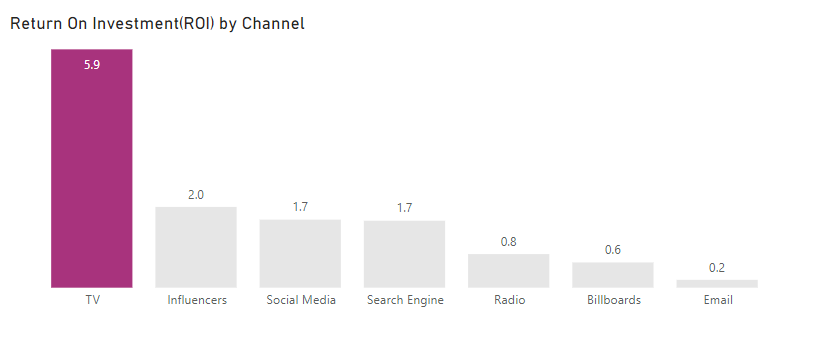 Return On Investment(ROI) by Channel
5.9
2.0
1.7
1.7
0.8
0.6
0.2
TV
Influencers
Social Media
Search Engine
Radio
Billboards
Email